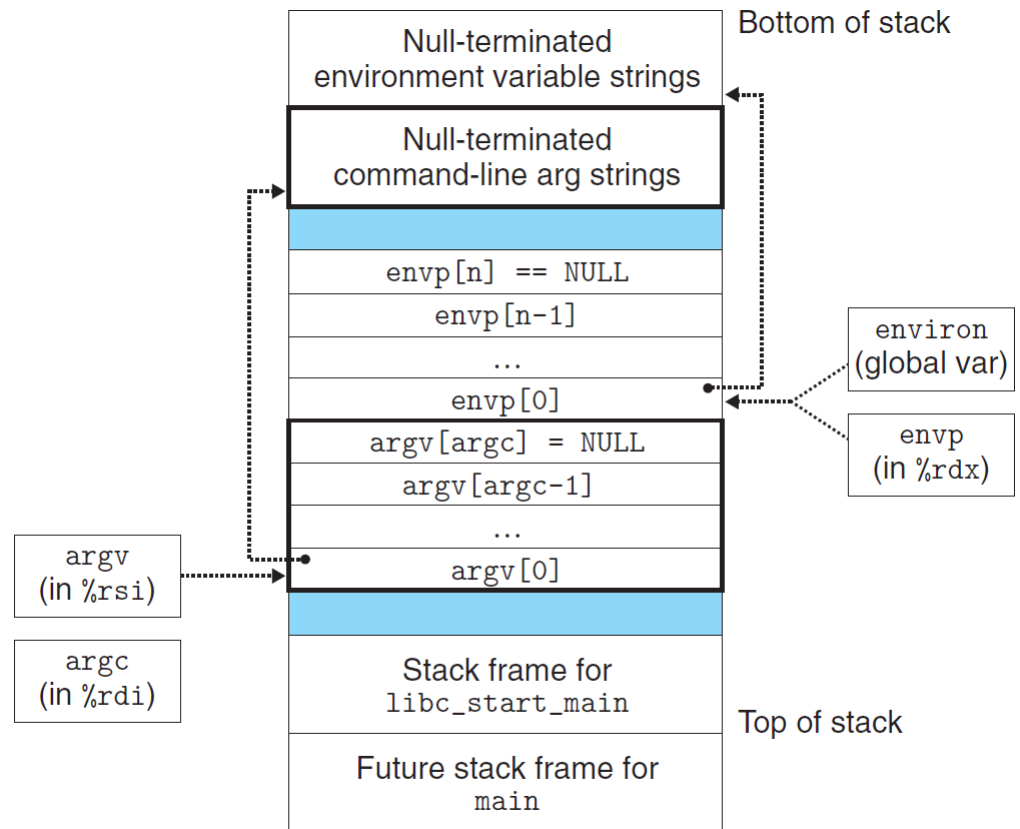 Bottom of stack
Null-terminated
environment variable strings
Null-terminated
command-line arg strings
envp[n] == NULL
envp[n-1]
...
envp[0]
environ
(global var)
argv[argc] = NULL
envp
(in %rdx)
argv[argc-1]
...
argv[0]
argv
(in %rsi)
argc
(in %rdi)
Stack frame for
libc_start_main
Top of stack
Future stack frame for
main